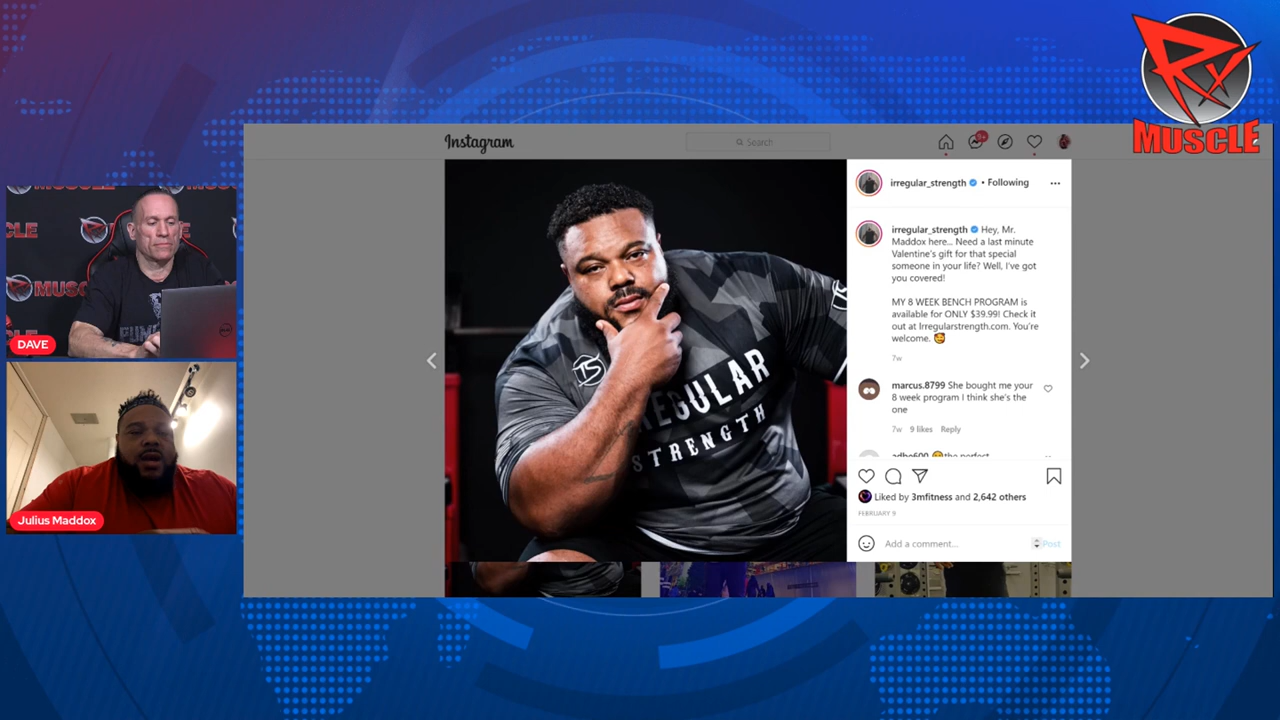 Rx
MUSCLE
Instagram
Search
9+
irregular_strength • Following
irregular_strength Hey, Mr.
Maddox here... Need a last minute
Valentine's gift for that special
someone in your life? Well, I've got
you covered!
MY 8 WEEK BENCH PROGRAM is
available for ONLY $39.99! Check it
out at Irregularstrength.com. You're
welcome. 🥰
7w
marcus.8799 She bought me your
8 week program I think she's the
one
7w 9 likes Reply
Liked by 3mfitness and 2,642 others
FEBRUARY 9
Add a comment...
Post
TS
REGULAR
STRENGTH
MUSC
DAVE
Julius Maddox